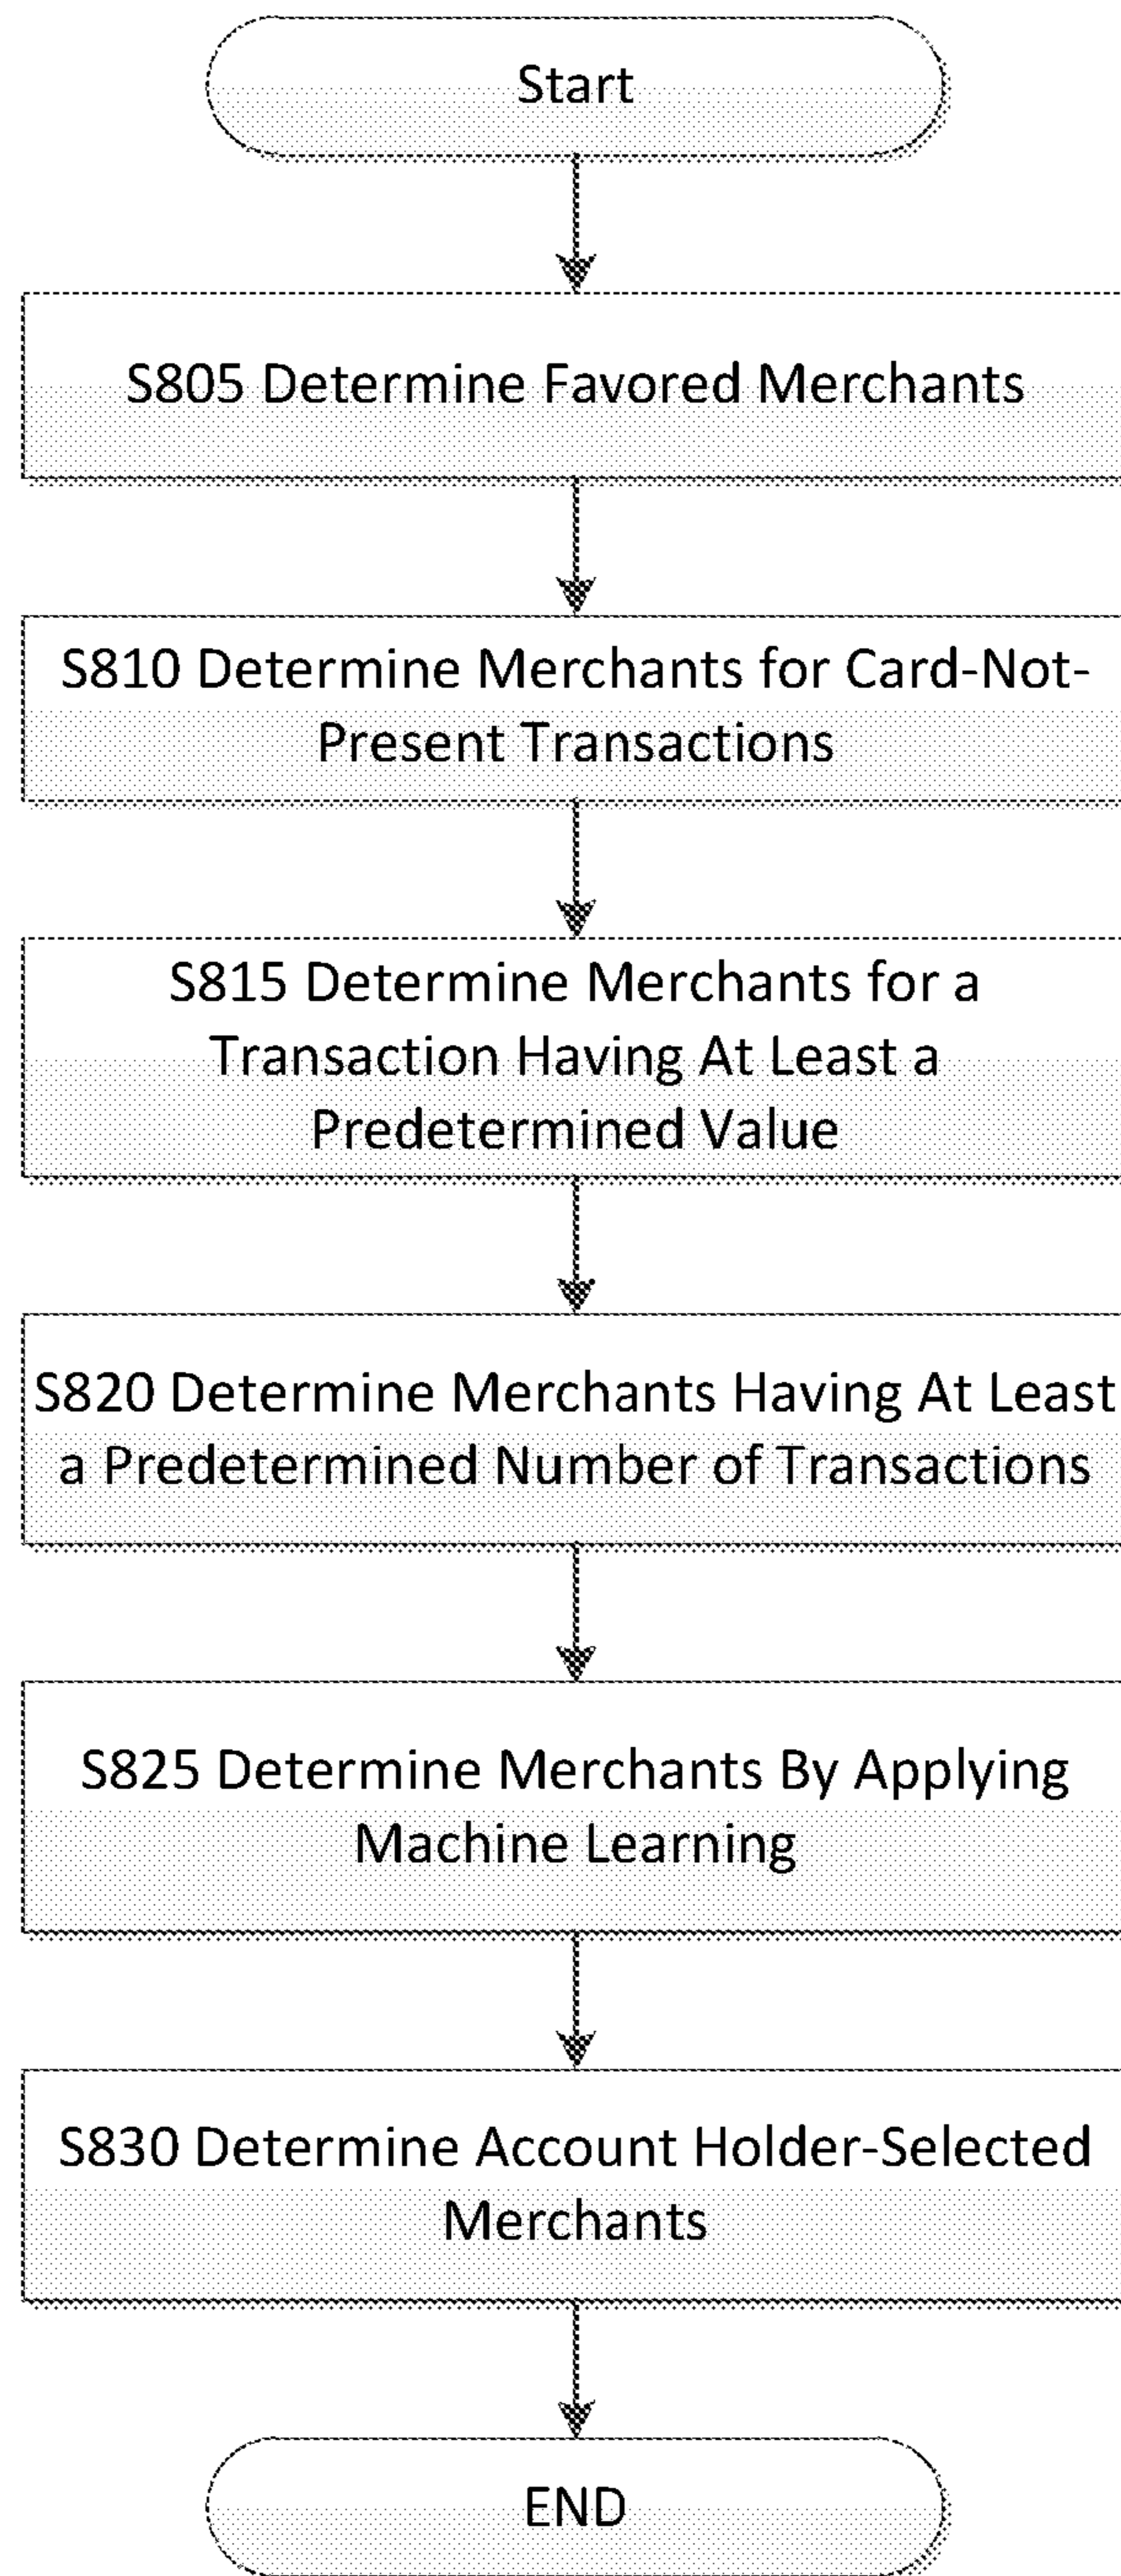 Start
S805 Determine Favored Merchants
S810 Determine Merchants for Card-Not-
Present Transactions
S815 Determine Merchants for a
Transaction Having At Least a
Predetermined Value
S820 Determine Merchants Having At Least
a Predetermined Number of Transactions
S825 Determine Merchants By Applying
Machine Learning
S830 Determine Account Holder-Selected
Merchants
END